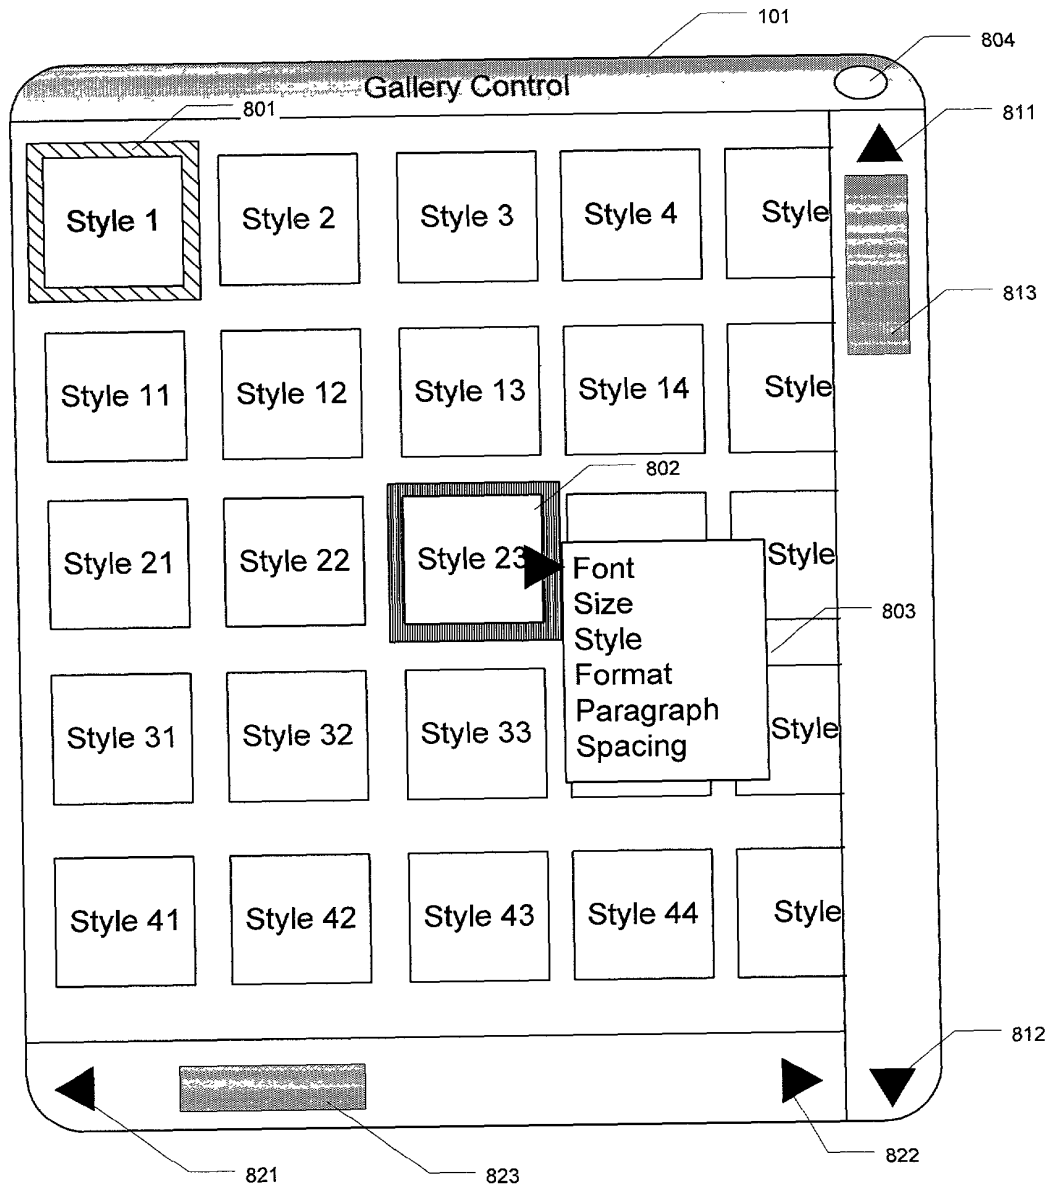 101
804
Gallery Control
801
811
Style 1 Style 2 Style 3 Style 4 Style
813
Style 11 Style 12 Style 13 Style 14 Style
802
Style 21 Style 22 Style 23 Style
Font
Size
Style
Format
Paragraph
Spacing
803
Style 31 Style 32 Style 33 Style
Style 41 Style 42 Style 43 Style 44 Style
812
821 823 822